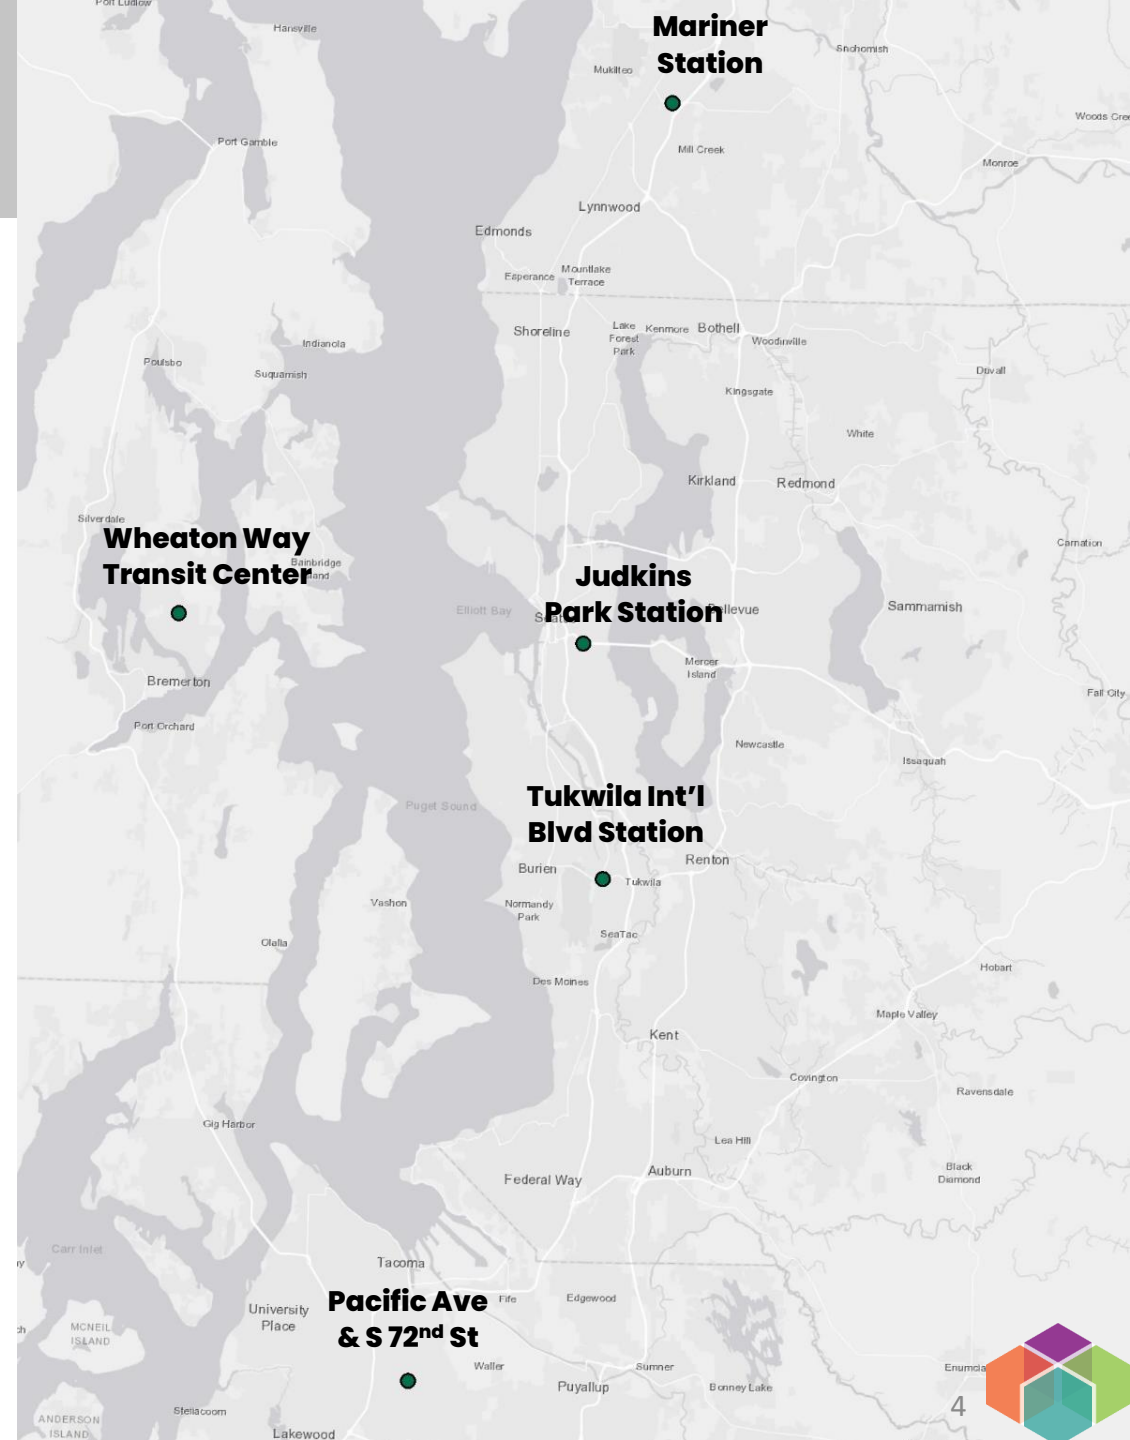 Port Ludlow
Hansville
Mariner
Station
Mukilteo
Snohomish
Port Gamble
Mill Creek
Monroe
Lynnwood
Edmonds
Esperance
Mountlake
Terrace
Shoreline
Lake
Forest
Park
Kenmore
Bothell
Woodinville
Indianola
Poulsbo
Suquamish
Duvall
Kingsgate
White
Kirkland
Redmond
Silverdale
Wheaton Way
Transit Center
Bainbridge
Carnation
Judkins
Park Station
Elliott Bay
Sammamish
Mercer
Island
Bremerton
Port Orchard
Fall City
Newcastle
Issaquah
Puget Sound
Tukwila Int’l
Blvd Station
Renton
Burien
Tukwila
Vashon
Normandy
Park
SeaTac
Olalla
Hobart
Des Moines
Maple Valley
Kent
Covington
Ravensdale
Gig Harbor
Lea Hill
Federal Way
Auburn
Black
Diamond
Carr Inlet
Tacoma
Pacific Ave
& S 72nd St
Fife
Edgewood
University
Place
MCNEIL
ISLAND
Waller
Sumner
Puyallup
Bonney Lake
Steilacoom
ANDERSON
ISLAND
Lakewood
4